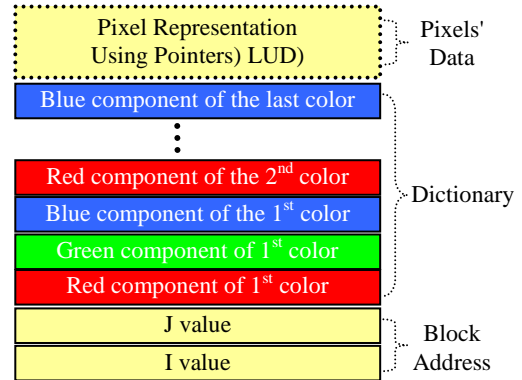 Pixel Representation
Using Pointers) LUD)
Pixels'
Data
Blue component of the last color
Red component of the 2nd color
Blue component of the 1st color
Green component of 1st color
Red component of 1st color
Dictionary
J value
I value
Block
Address